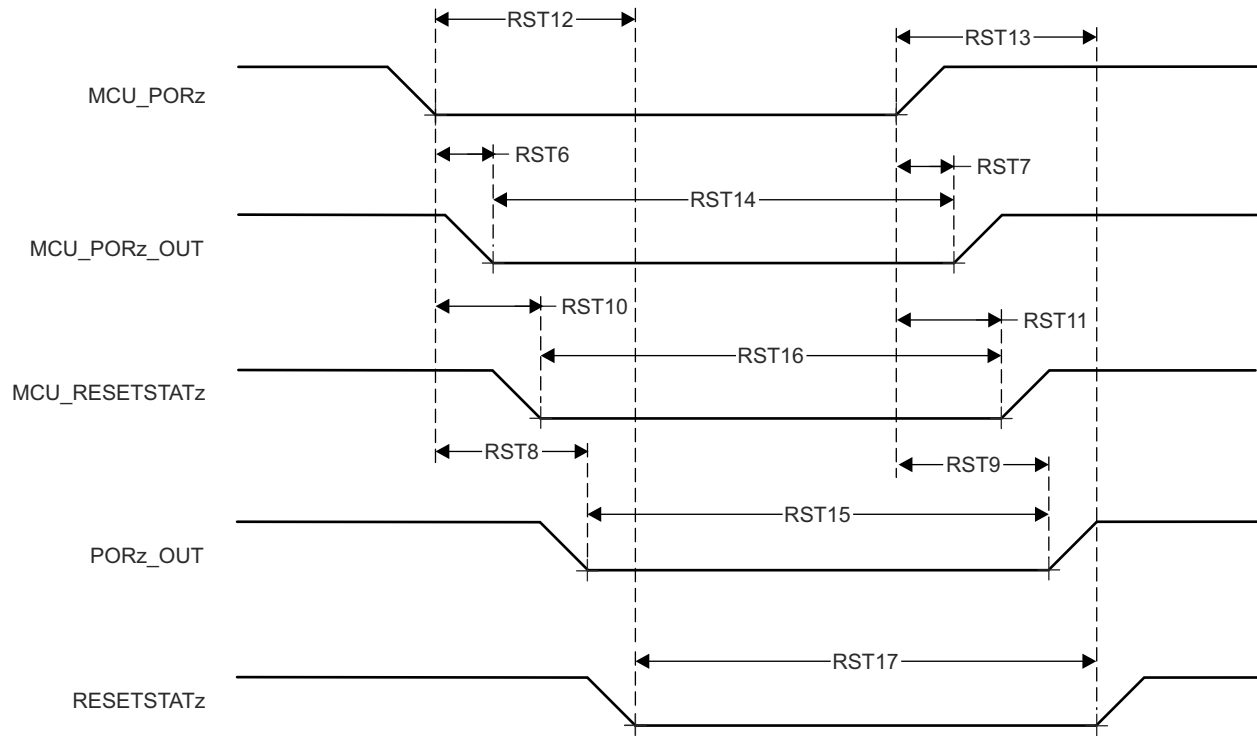 RST12
RST13
MCU_PORz
RST6
RST7
RST14
MCU_PORz_OUT
RST10
RST11
RST16
MCU_RESETSTATz
RST8
RST9
RST15
PORz_OUT
RST17
RESETSTATz